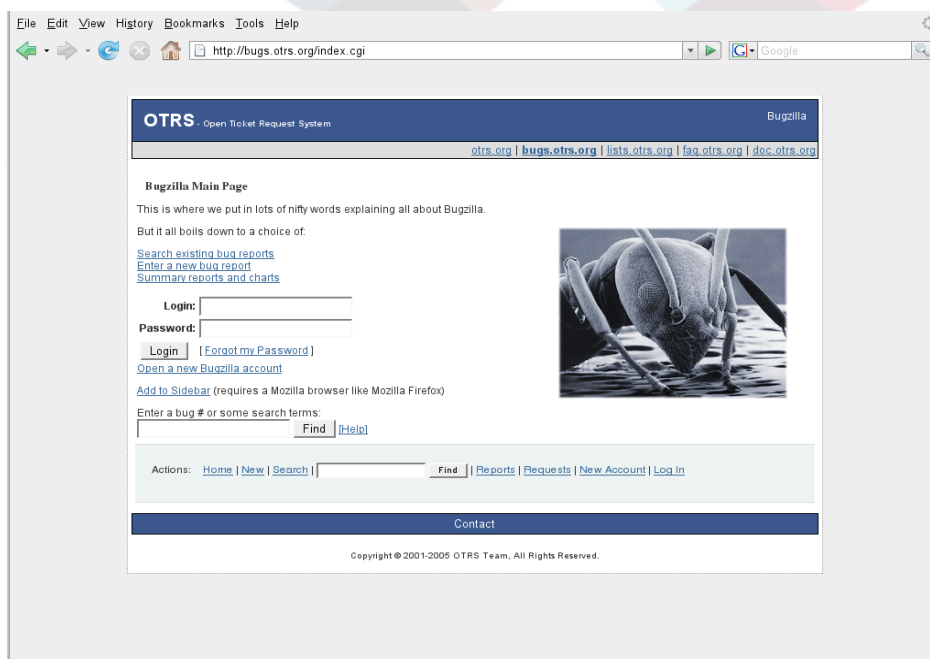 File Edit View History Bookmarks Tools Help
http://bugs.otrs.org/index.cgi
G Google
OTRS - Open Ticket Request System
Bugzilla
otrs.org | bugs.otrs.org | lists.otrs.org | faq.otrs.org | doc.otrs.org
Bugzilla Main Page
This is where we put in lots of nifty words explaining all about Bugzilla.
But it all boils down to a choice of:
Search existing bug reports
Enter a new bug report
Summary reports and charts
Login:
Password:
Login [ Forgot my Password ]
Open a new Bugzilla account
Add to Sidebar (requires a Mozilla browser like Mozilla Firefox)
Enter a bug # or some search terms:
Find [Help]
Actions: Home | New | Search | Find | Reports | Requests | New Account | Log In
Contact
Copyright © 2001-2005 OTRS Team, All Rights Reserved.